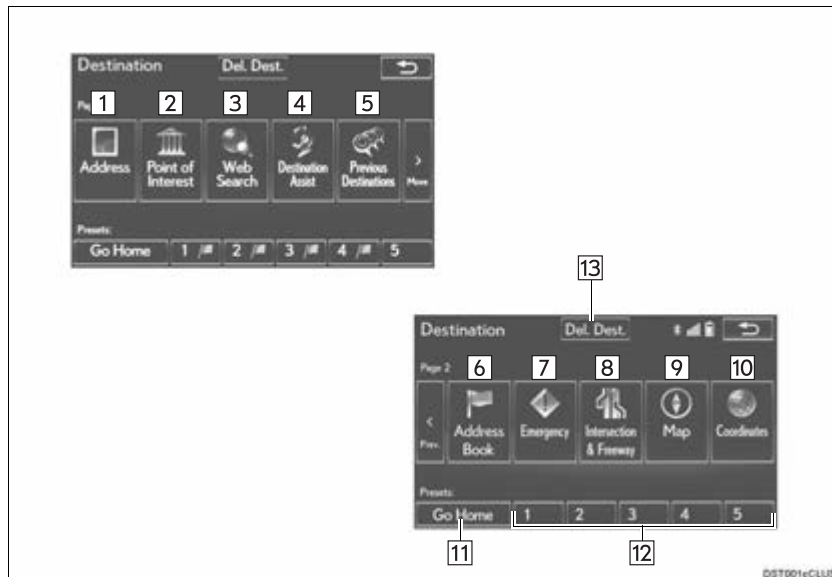 Destination Del. Dest.
1 2 3 4 5
Address Point of Interest Web Search Destination Assist Previous Destinations > Move
Presets:
Go Home 1 2 3 4 5
13
Destination Del. Dest.
Page 2 6 7 8 9 10
< Prev. Address Book Emergency Intersection & Freeway Map Coordinates
Presets:
Go Home 1 2 3 4 5
11 12
DST001eCLUS